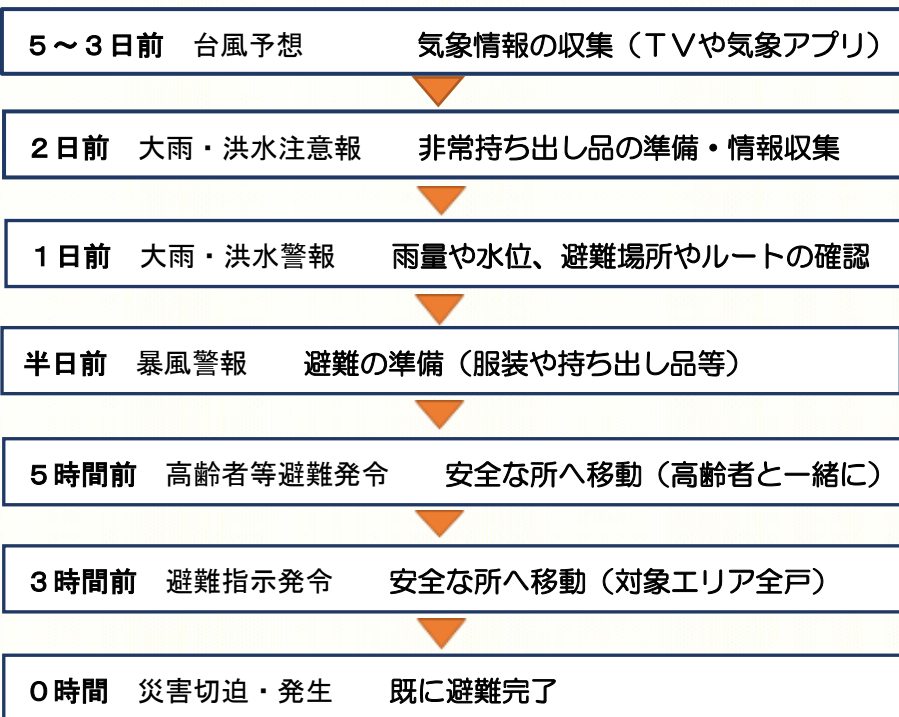 ５～３日前　台風予想　気象情報の収集（ＴＶや気象アプリ）
２日前　大雨・洪水注意報　非常持ち出し品の準備・情報収集
１日前　大雨・洪水警報　雨量や水位、避難場所やルートの確認
半日前　暴風警報　避難の準備（服装や持ち出し品等）
５時間前　高齢者等避難発令　安全な所へ移動（高齢者と一緒に）
３時間前　避難指示発令　安全な所へ移動（対象エリア全戸）
０時間　災害切迫・発生　既に避難完了